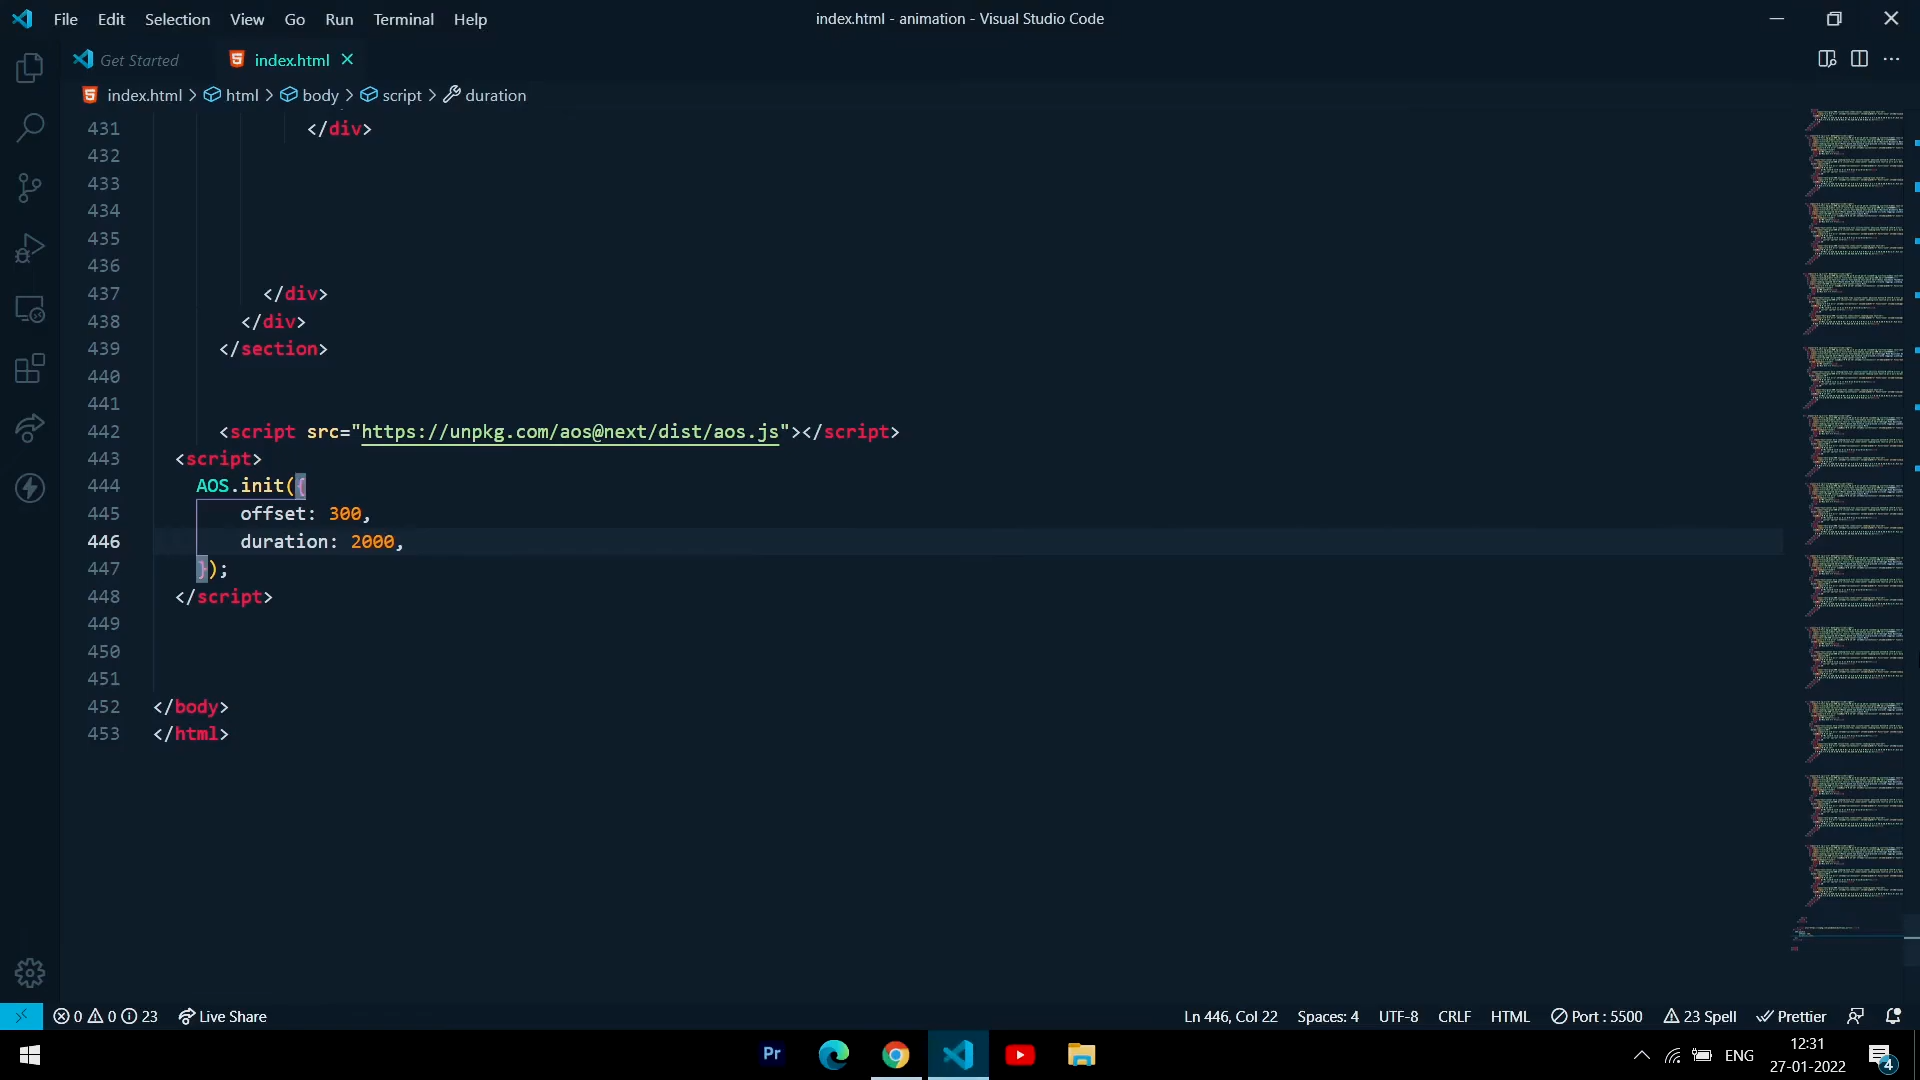 File Edit Selection View Go Run Terminal Help
index.html - animation - Visual Studio Code
Get Started
index.html
index.html > html > body > script > duration
431 </div>
432
433
434
435
436
437 </div>
438 </div>
439 </section>
440
441
442 <script src="https://unpkg.com/aos@next/dist/aos.js"></script>
443 <script>
444 AOS.init({
445 offset: 300,
446 duration: 2000,
447 });
448 </script>
449
450
451
452 </body>
453 </html>
0 0 23 Live Share
Ln 446, Col 22 Spaces: 4 UTF-8 CRLF HTML Port : 5500 23 Spell Prettier
Pr
ENG
12:31
27-01-2022
4